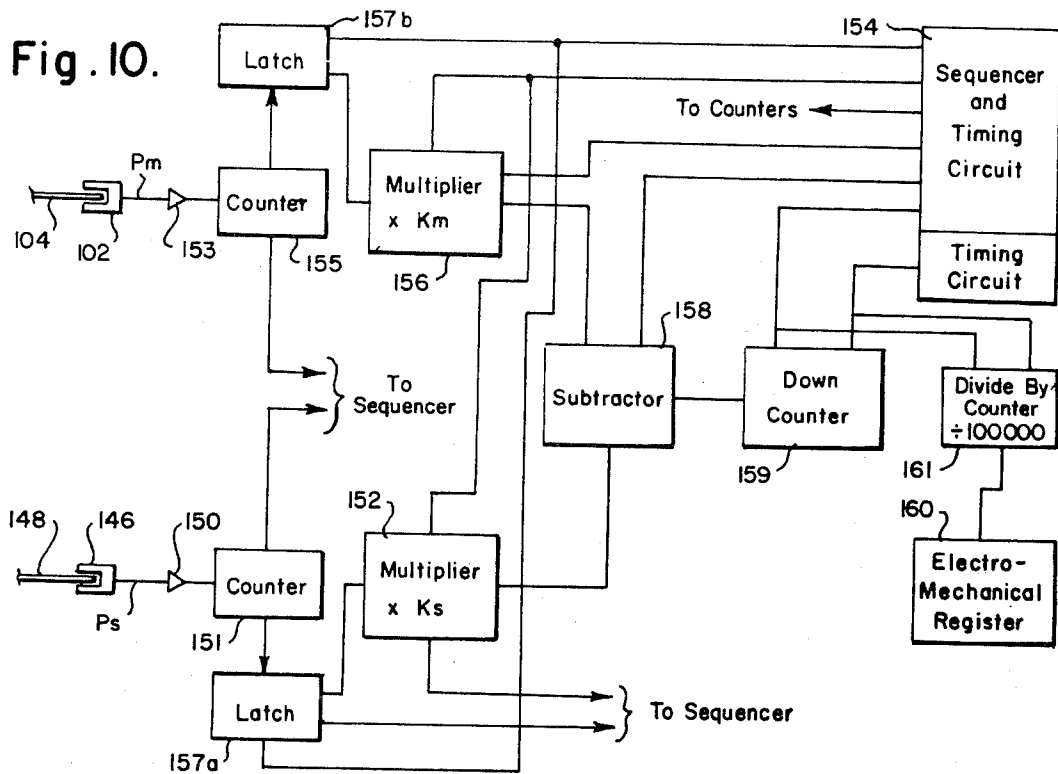 Fig. 10.
157b
Latch
154
Sequencer
and
Timing
Circuit
To Counters
Pm
104
102
153
Counter
155
Multiplier
x Km
156
Timing
Circuit
158
Subtractor
Down
Counter
159
Divide By
Counter
÷100000
161
To
Sequencer
160
Electro-
Mechanical
Register
148
146
150
Ps
Counter
151
152
Multiplier
x Ks
Latch
157a
To Sequencer